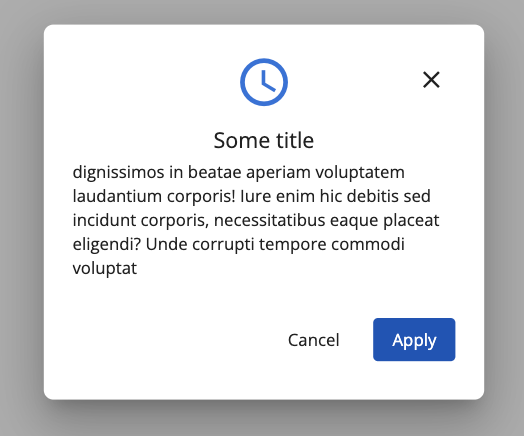 Some title
dignissimos in beatae aperiam voluptatem
laudantium corporis! Iure enim hic debitis sed
incidunt corporis, necessitatibus eaque placeat
eligendi? Unde corrupti tempore commodi
voluptat
Cancel
Apply